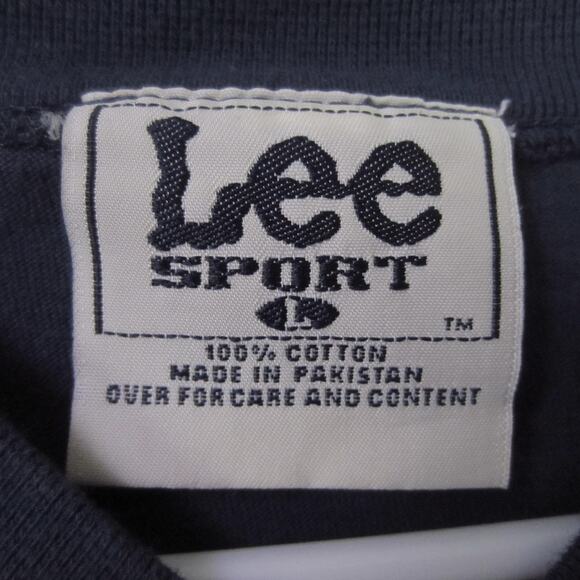 Lee
SPORT
L
TM
100% COTTON
MADE IN PAKISTAN
OVER FOR CARE AND CONTENT